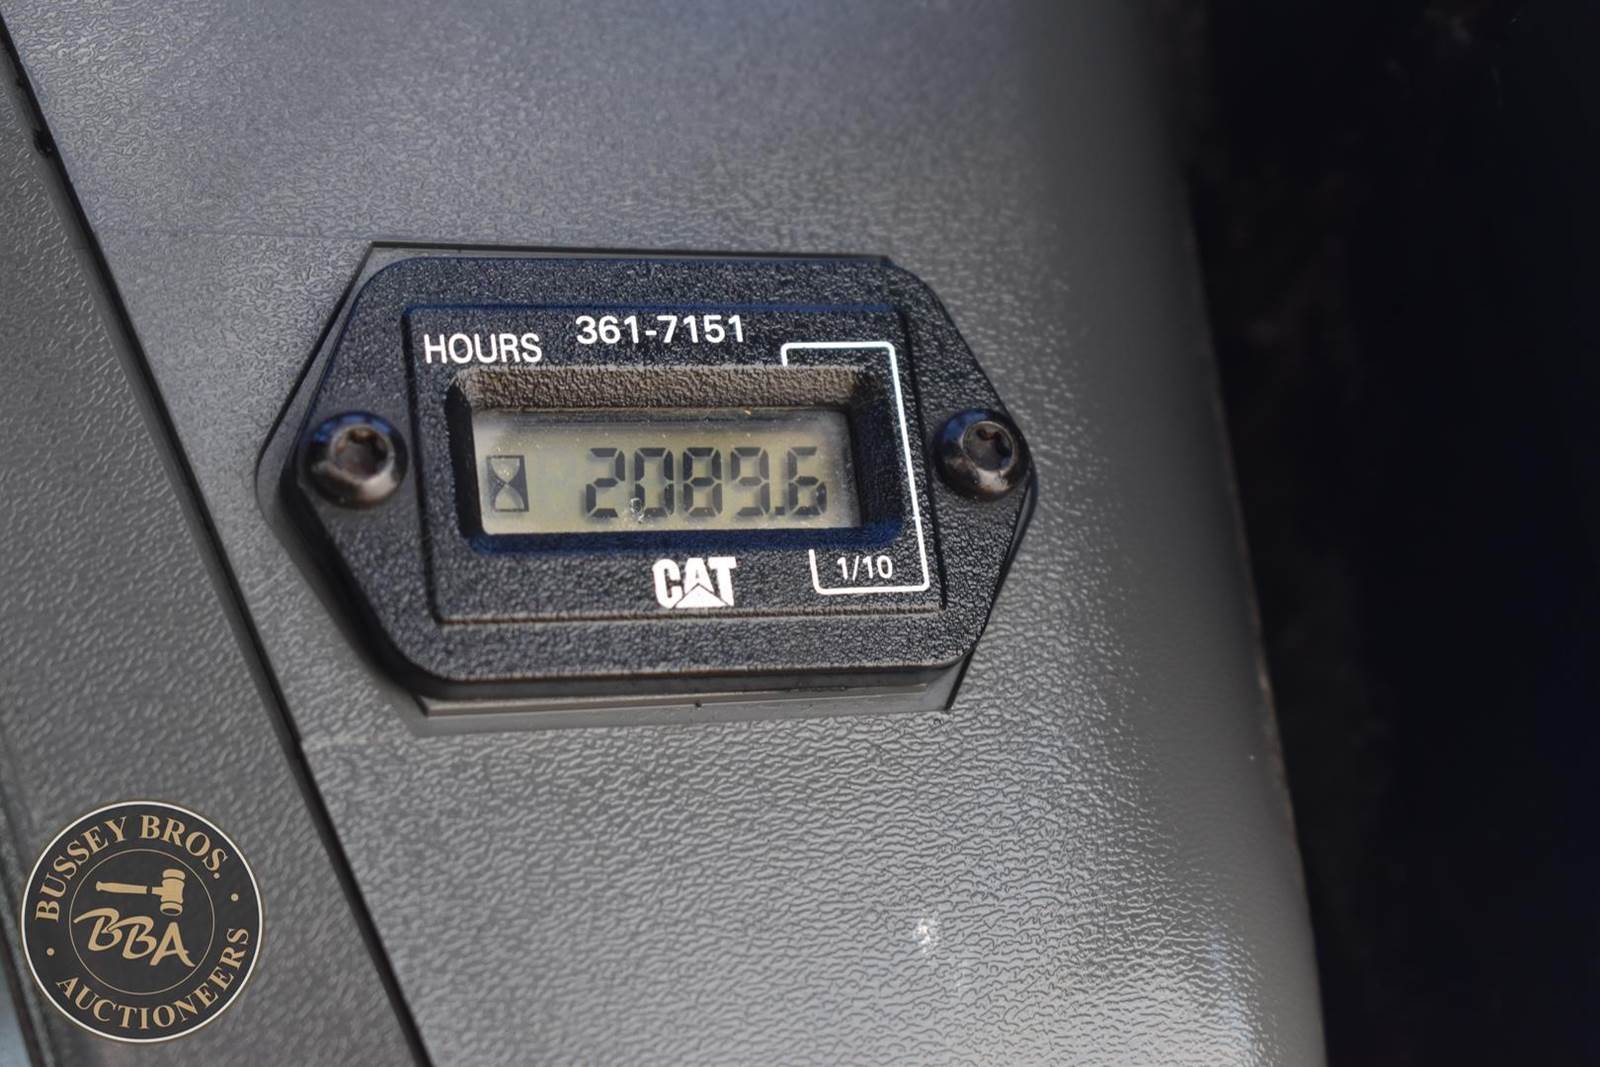 HOURS 361-7151
2089.6
CAT
1/10
BUSSEY BROS.
BBA
AUCTIONEERS